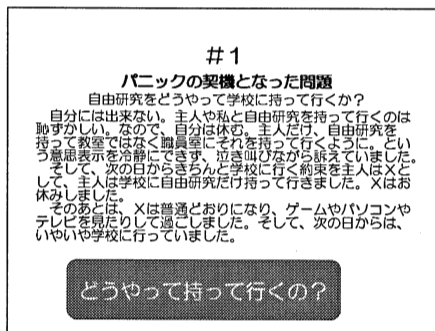 #1
パニックの契機となった問題
自由研究をどうやって学校に持って行くか？
自分には出来ない。主人や私と自由研究を持って行くのは
恥ずかしい。なので、自分は休む。主人だけ、自由研究を
持って教室ではなく職員室にそれを持って行くように。とい
う意思表示を冷静にできず、泣き叫びながら訴えていました。
そして、次の日からきちんと学校に行く約束を主人はXと
して、主人は学校に自由研究だけ持って行きました。Xはお
休みしました。
そのあとは、Xは普通どおりになり、ゲームやパソコンや
テレビを見たりして過ごしました。そして、次の日からは、
いやいや学校に行っていました。
どうやって持って行くの？